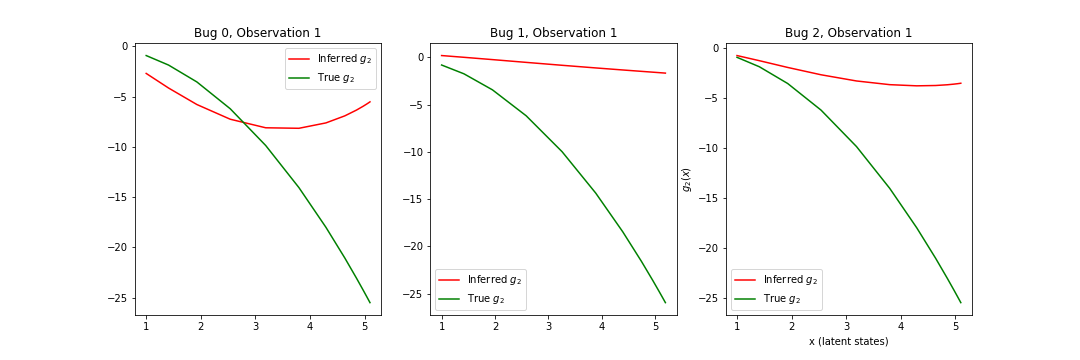 Bug 0, Observation 1
0
−5
−10
−15
−20
−25
1 2 3 4 5
Inferred g₂
True g₂
Bug 1, Observation 1
0
−5
−10
−15
−20
−25
1 2 3 4 5
Inferred g₂
True g₂
Bug 2, Observation 1
g₂(x)
0
−5
−10
−15
−20
−25
1 2 3 4 5
x (latent states)
Inferred g₂
True g₂